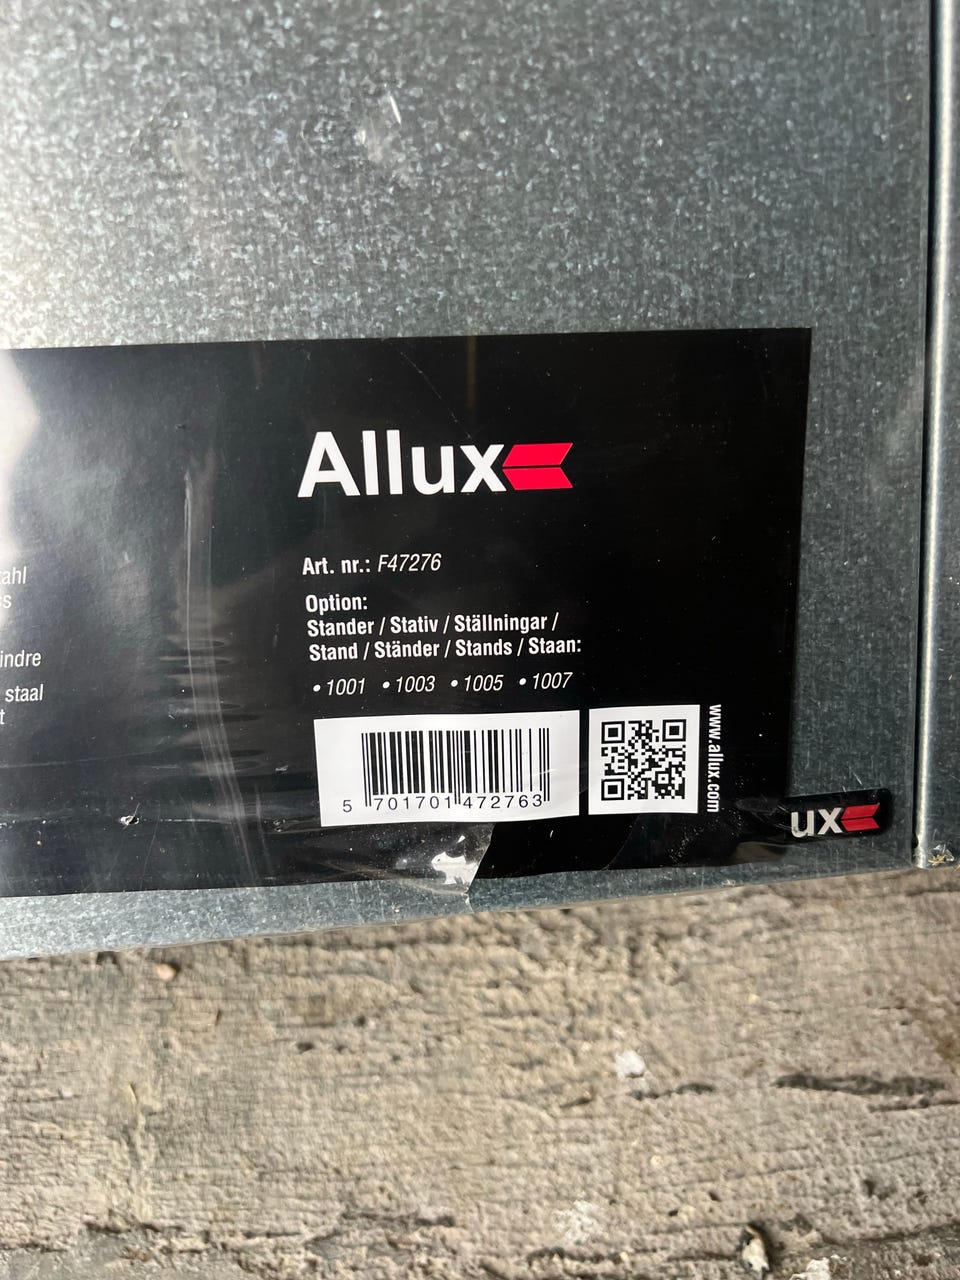 Allux
Art. nr.: F47276
Option:
Stander / Stativ / Ställningar /
Stand / Ständer / Stands / Staan:
• 1001 • 1003 • 1005 • 1007
5 701701 472763
www.allux.com
ux
indre
staal